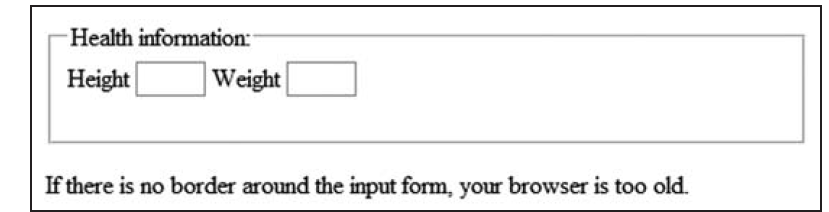 Health information:
Height Weight
If there is no border around the input form, your browser is too old.